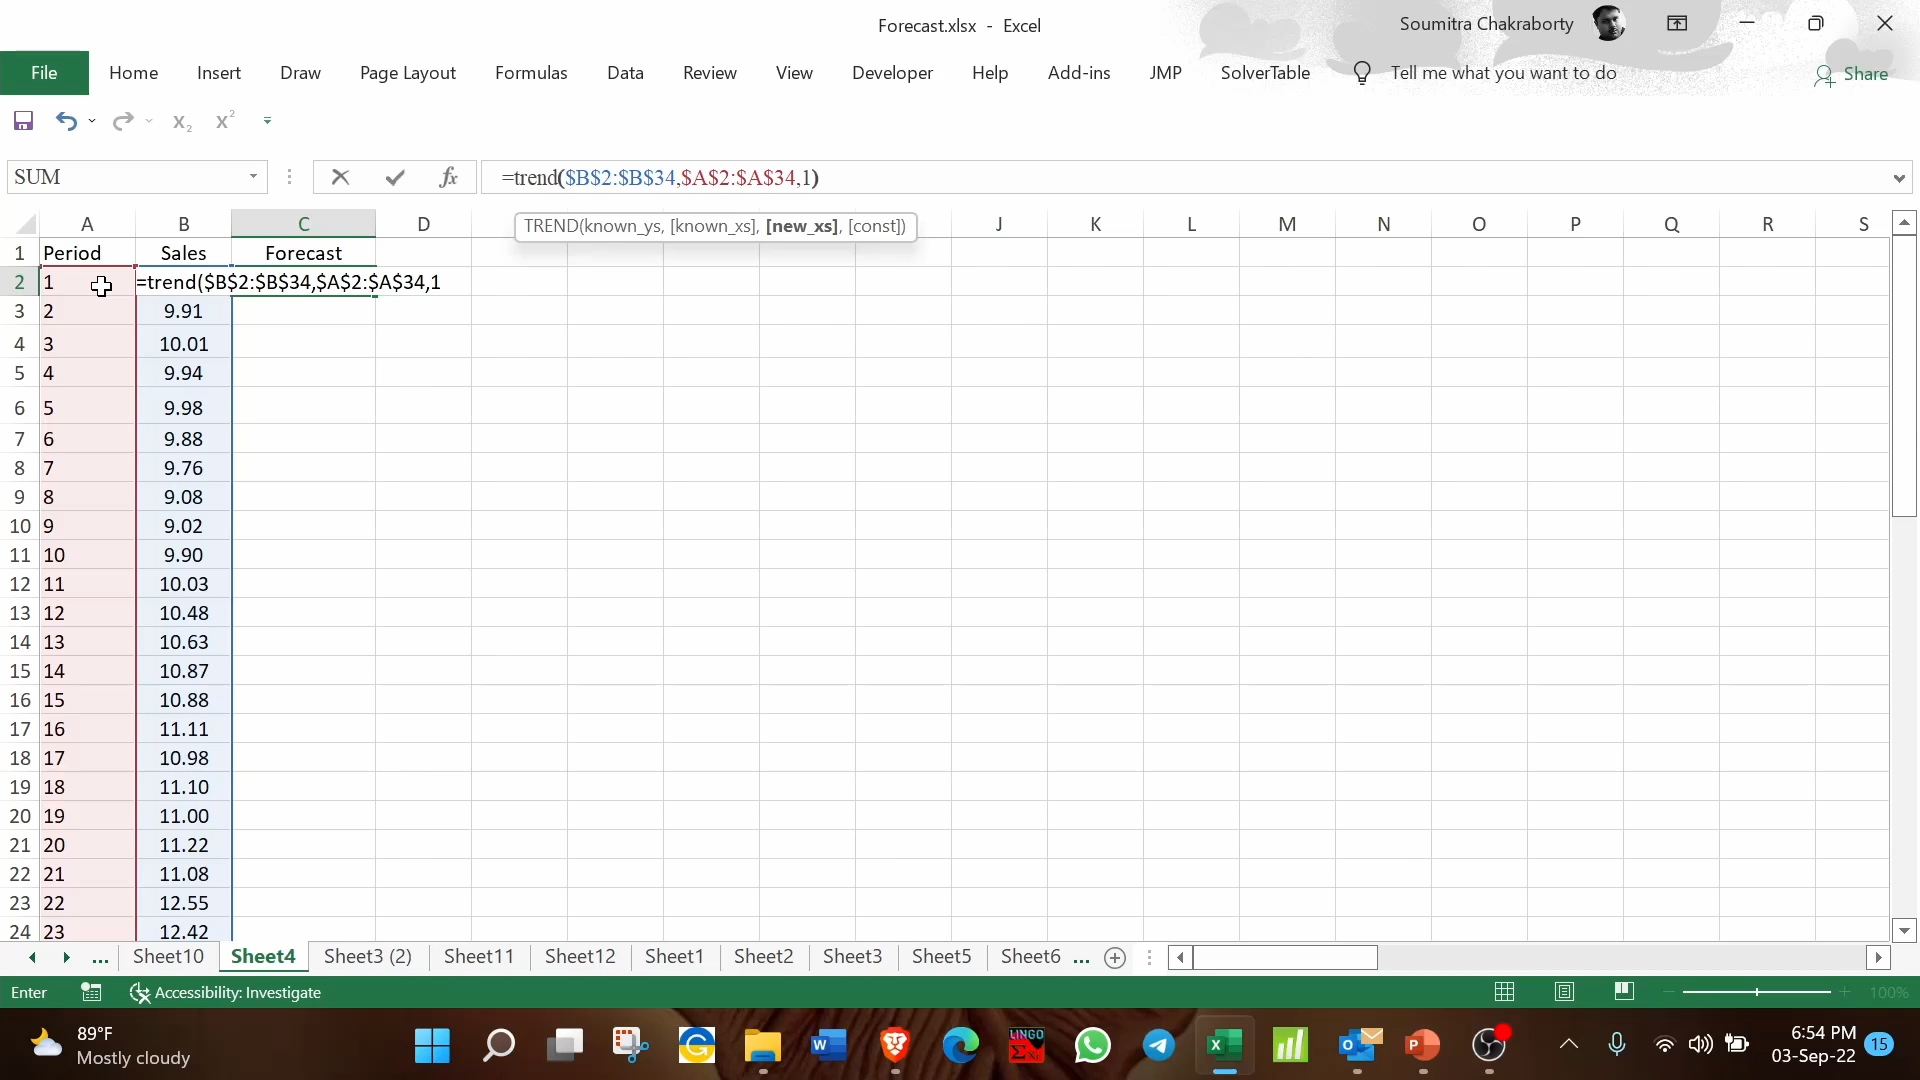 Forecast.xlsx - Excel
Soumitra Chakraborty
File Home Insert Draw Page Layout Formulas Data Review View Developer Help Add-ins JMP SolverTable Tell me what you want to do Share
X2 X²
SUM fx =trend($B$2:$B$34,$A$2:$A$34,1)
TREND(known_ys, [known_xs], [new_xs], [const])
A B C D J K L M N O P Q R S
1 Period Sales Forecast
2 1 =trend($B$2:$B$34,$A$2:$A$34,1
3 2 9.91
4 3 10.01
5 4 9.94
6 5 9.98
7 6 9.88
8 7 9.76
9 8 9.08
10 9 9.02
11 10 9.90
12 11 10.03
13 12 10.48
14 13 10.63
15 14 10.87
16 15 10.88
17 16 11.11
18 17 10.98
19 18 11.10
20 19 11.00
21 20 11.22
22 21 11.08
23 22 12.55
24 23 12.42
... Sheet10 Sheet4 Sheet3 (2) Sheet11 Sheet12 Sheet1 Sheet2 Sheet3 Sheet5 Sheet6 ...
Enter Accessibility: Investigate 100%
89°F
Mostly cloudy
LINGO
6:54 PM
03-Sep-22
15